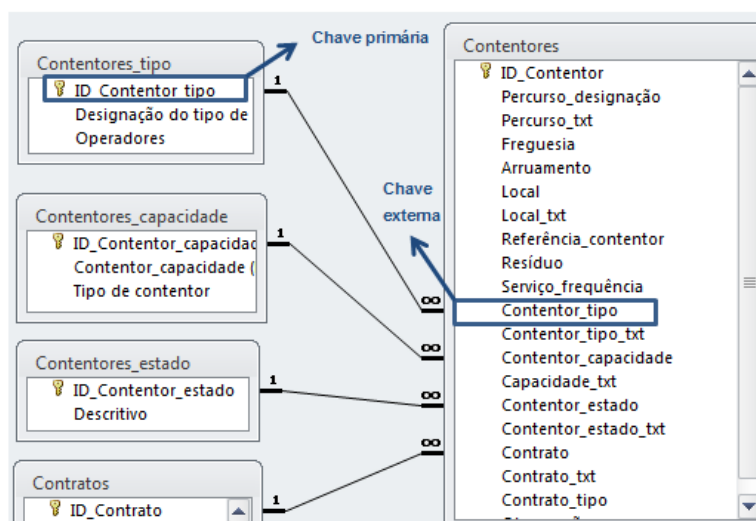 Contentores_tipo
ID_Contentor_tipo
Designação do tipo de
Operadores
Chave primária
1
Contentores_capacidade
ID_Contentor_capacidad
Contentor_capacidade (
Tipo de contentor
1
Contentores_estado
ID_Contentor_estado
Descritivo
1
Contratos
ID_Contrato
1
Chave
externa
∞
∞
∞
∞
Contentores
ID_Contentor
Percurso_designação
Percurso_txt
Freguesia
Arruamento
Local
Local_txt
Referência_contentor
Resíduo
Serviço_frequência
Contentor_tipo
Contentor_tipo_txt
Contentor_capacidade
Capacidade_txt
Contentor_estado
Contentor_estado_txt
Contrato
Contrato_txt
Contrato_tipo